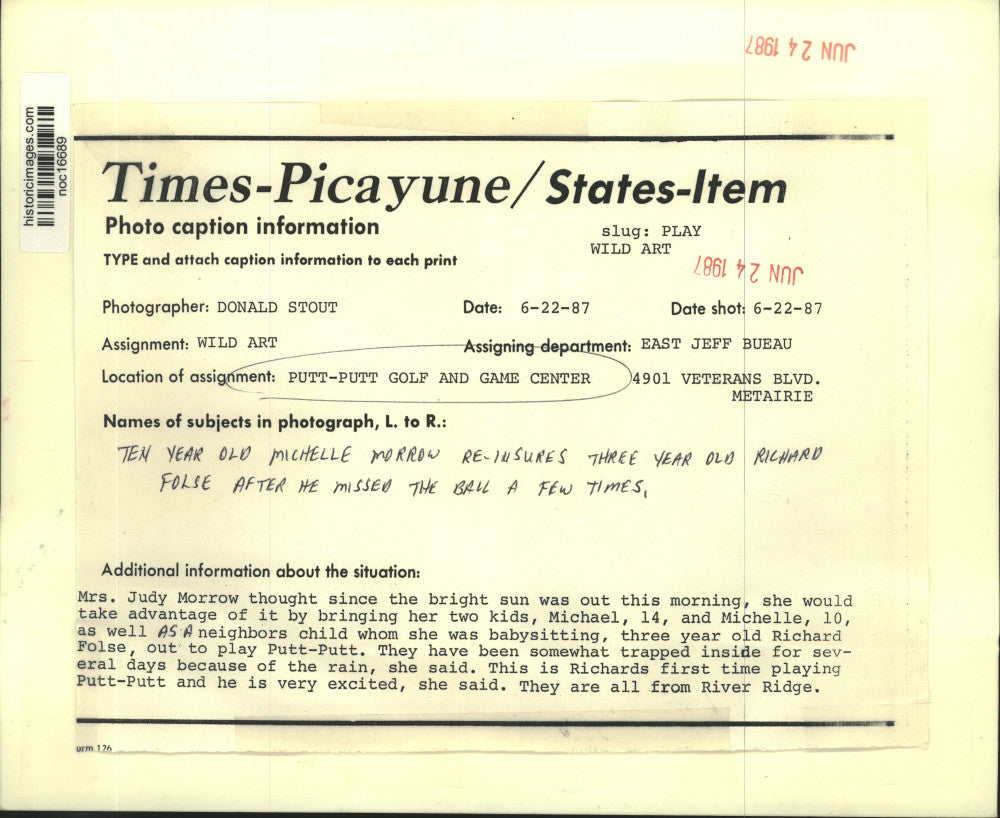 JUN 24 1987
historicimages.com
noc16689
Times-Picayune/States-Item
Photo caption information
slug: PLAY
WILD ART
TYPE and attach caption information to each print
JUN 24 1987
Photographer: DONALD STOUT Date: 6-22-87 Date shot: 6-22-87
Assignment: WILD ART Assigning department: EAST JEFF BUEAU
Location of assignment: PUTT-PUTT GOLF AND GAME CENTER 4901 VETERANS BLVD.
METAIRIE
Names of subjects in photograph, L. to R.:
TEN YEAR OLD MICHELLE MORROW RE-INSURES THREE YEAR OLD RICHARD
FOLSE AFTER HE MISSED THE BALL A FEW TIMES.
Additional information about the situation:
Mrs. Judy Morrow thought since the bright sun was out this morning, she would
take advantage of it by bringing her two kids, Michael, 14, and Michelle, 10,
as well AS A neighbors child whom she was babysitting, three year old Richard
Folse, out to play Putt-Putt. They have been somewhat trapped inside for sev-
eral days because of the rain, she said. This is Richards first time playing
Putt-Putt and he is very excited, she said. They are all from River Ridge.
orm 126